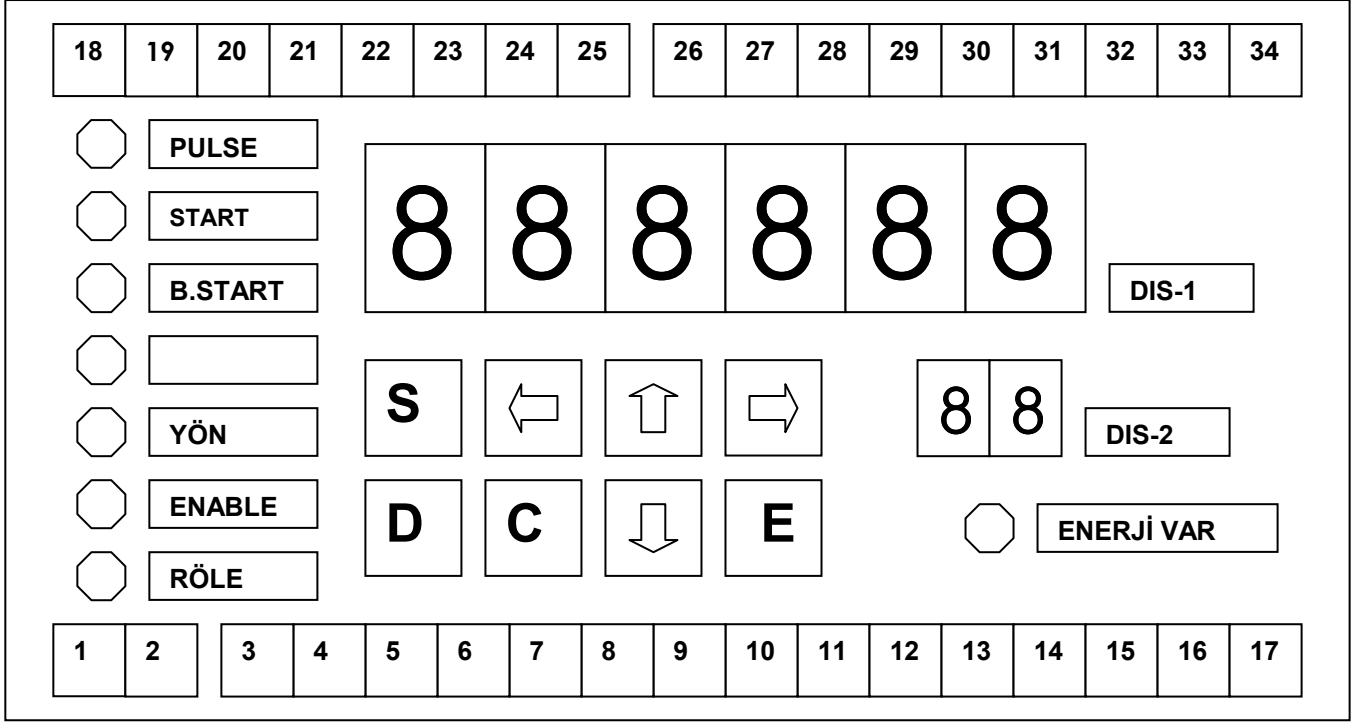 18 19 20 21 22 23 24 25 26 27 28 29 30 31 32 33 34
PULSE
START
B.START
8 8 8 8 8 8
DIS-1
S
8 8
YÖN
DIS-2
ENABLE
D C E
ENERJİ VAR
RÖLE
1 2 3 4 5 6 7 8 9 10 11 12 13 14 15 16 17